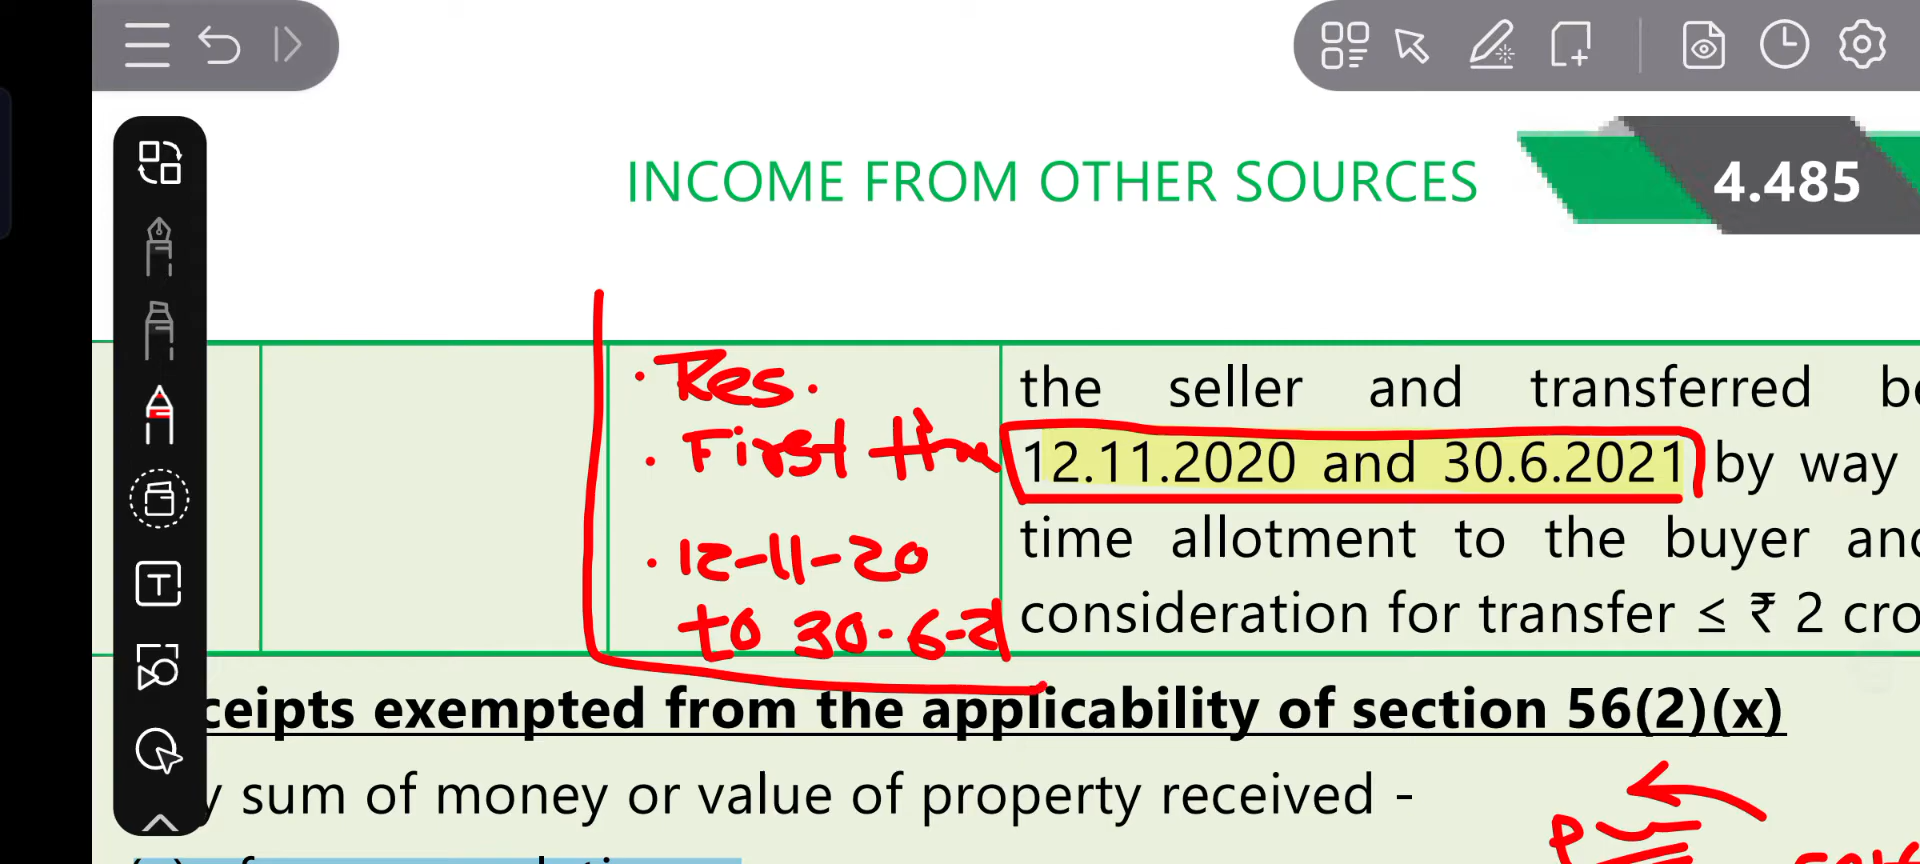 INCOME FROM OTHER SOURCES
4.485
· Res.
· First
· 12-11-20
to 30-6-21
the seller and transferred be
12.11.2020 and 30.6.2021 by way
time allotment to the buyer and
consideration for transfer ≤ ₹ 2 cro
ceipts exempted from the applicability of section 56(2)(x)
y sum of money or value of property received -
P